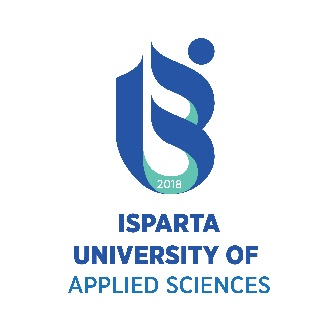 2018
ISPARTA
UNIVERSITY OF
APPLIED SCIENCES